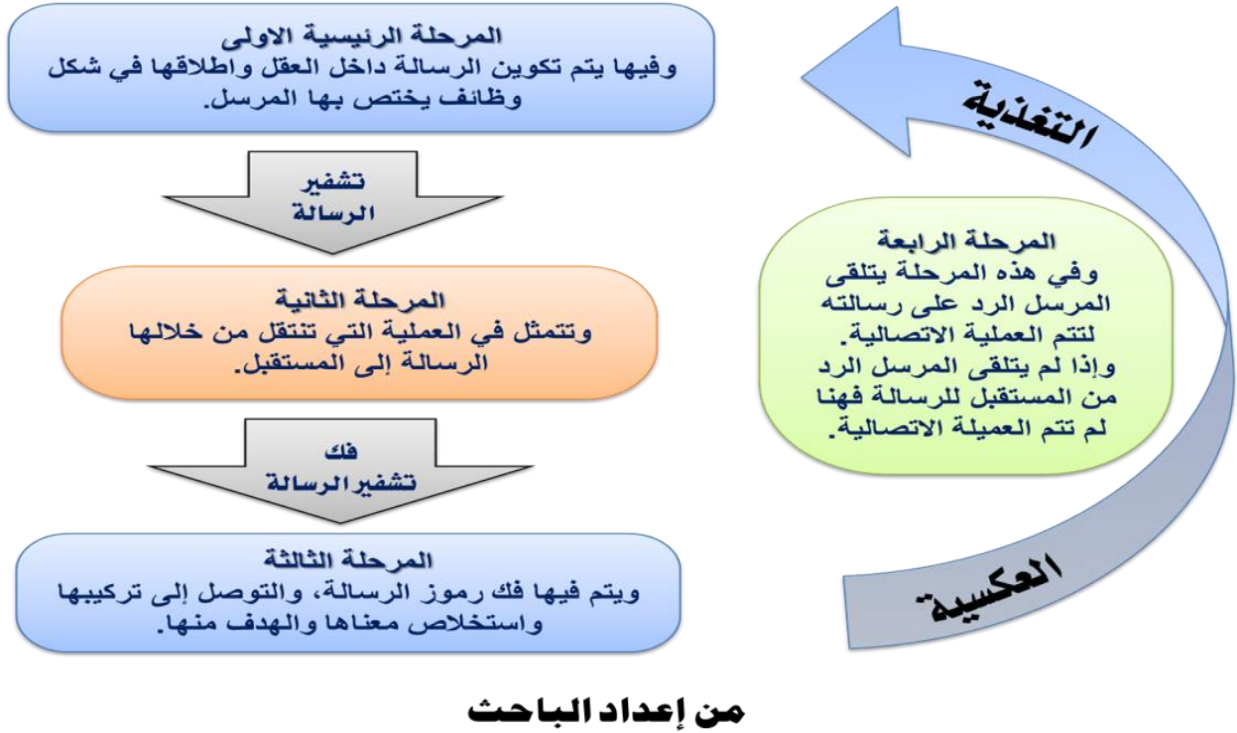 المرحلة الرئيسية الاولى
وفيها يتم تكوين الرسالة داخل العقل واطلاقها في شكل
وظائف يختص بها المرسل.
تشفير
الرسالة
المرحلة الثانية
وتتمثل في العملية التي تنتقل من خلالها
الرسالة إلى المستقبل.
فك
تشفير الرسالة
المرحلة الثالثة
ويتم فيها فك رموز الرسالة، والتوصل إلى تركيبها
واستخلاص معناها والهدف منها.
التغذية
العكسية
المرحلة الرابعة
وفي هذه المرحلة يتلقى
المرسل الرد على رسالته
لتتم العملية الاتصالية.
وإذا لم يتلقى المرسل الرد
من المستقبل للرسالة فهنا
لم تتم العميلة الاتصالية.
من إعداد الباحث